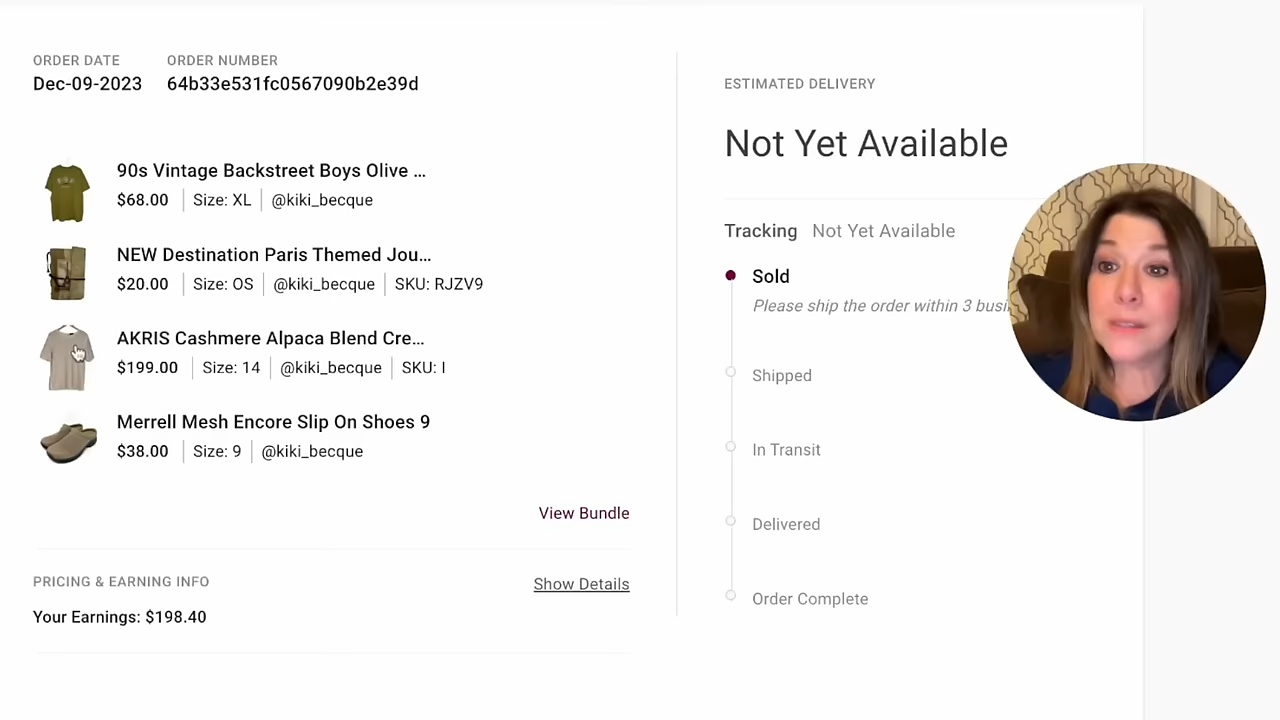 ORDER DATE ORDER NUMBER
Dec-09-2023 64b33e531fc0567090b2e39d
90s Vintage Backstreet Boys Olive ...
$68.00 Size: XL @kiki_becque
NEW Destination Paris Themed Jou...
$20.00 Size: OS @kiki_becque SKU: RJZV9
AKRIS Cashmere Alpaca Blend Cre...
$199.00 Size: 14 @kiki_becque SKU: I
Merrell Mesh Encore Slip On Shoes 9
$38.00 Size: 9 @kiki_becque
View Bundle
PRICING & EARNING INFO Show Details
Your Earnings: $198.40
ESTIMATED DELIVERY
Not Yet Available
Tracking Not Yet Available
Sold
Please ship the order within 3 busi
Shipped
In Transit
Delivered
Order Complete